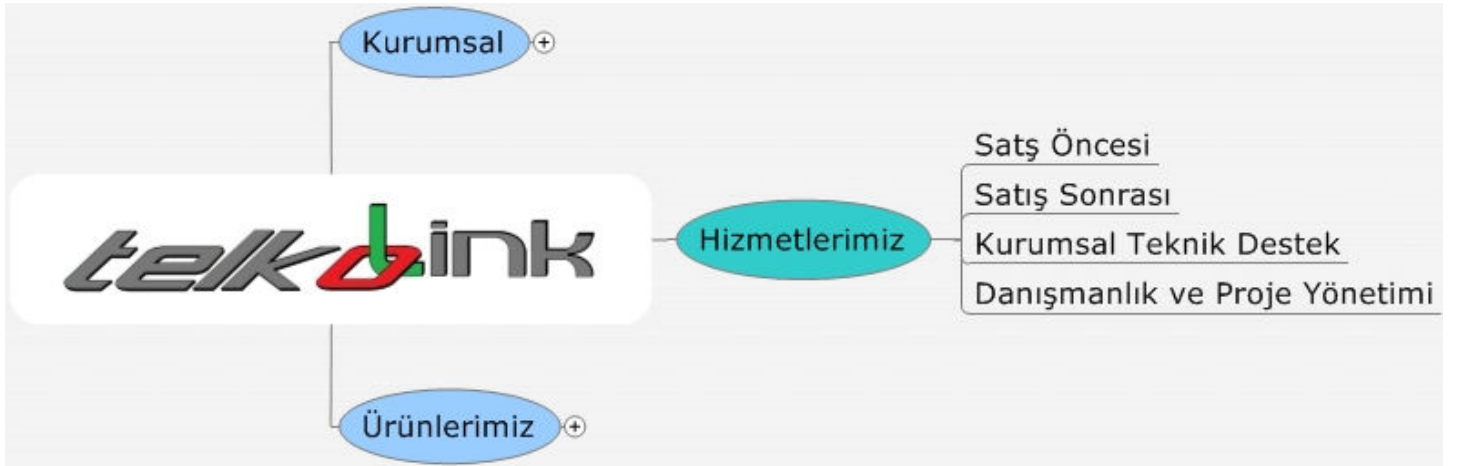 Kurumsal
Satş Öncesi
Satış Sonrası
telkoLink
Hizmetlerimiz
Kurumsal Teknik Destek
Danışmanlık ve Proje Yönetimi
Ürünlerimiz